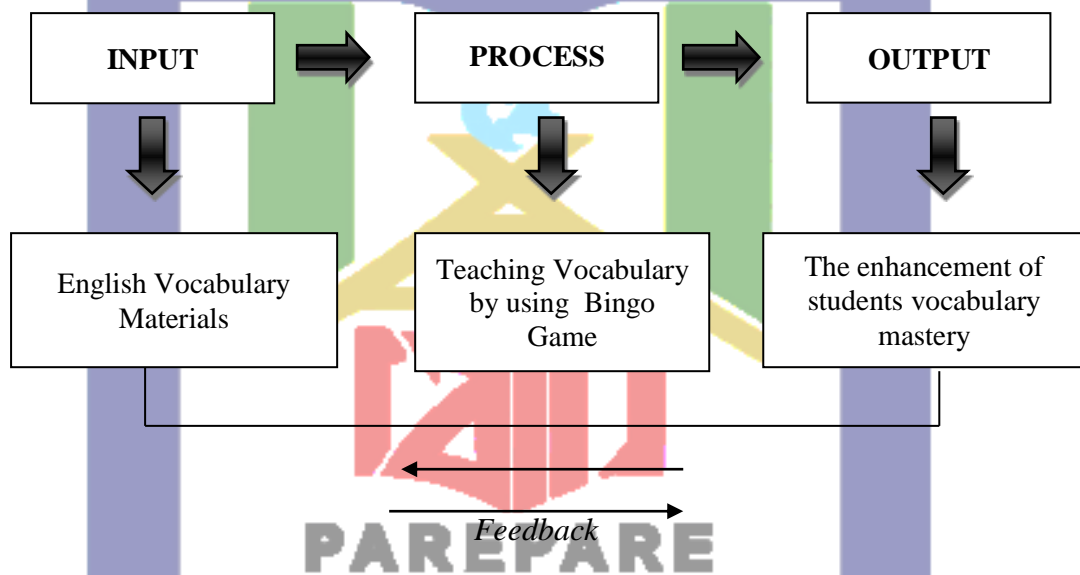 INPUT
PROCESS
OUTPUT
English Vocabulary
Materials
Teaching Vocabulary
by using Bingo
Game
The enhancement of
students vocabulary
mastery
Feedback
PAREPARE